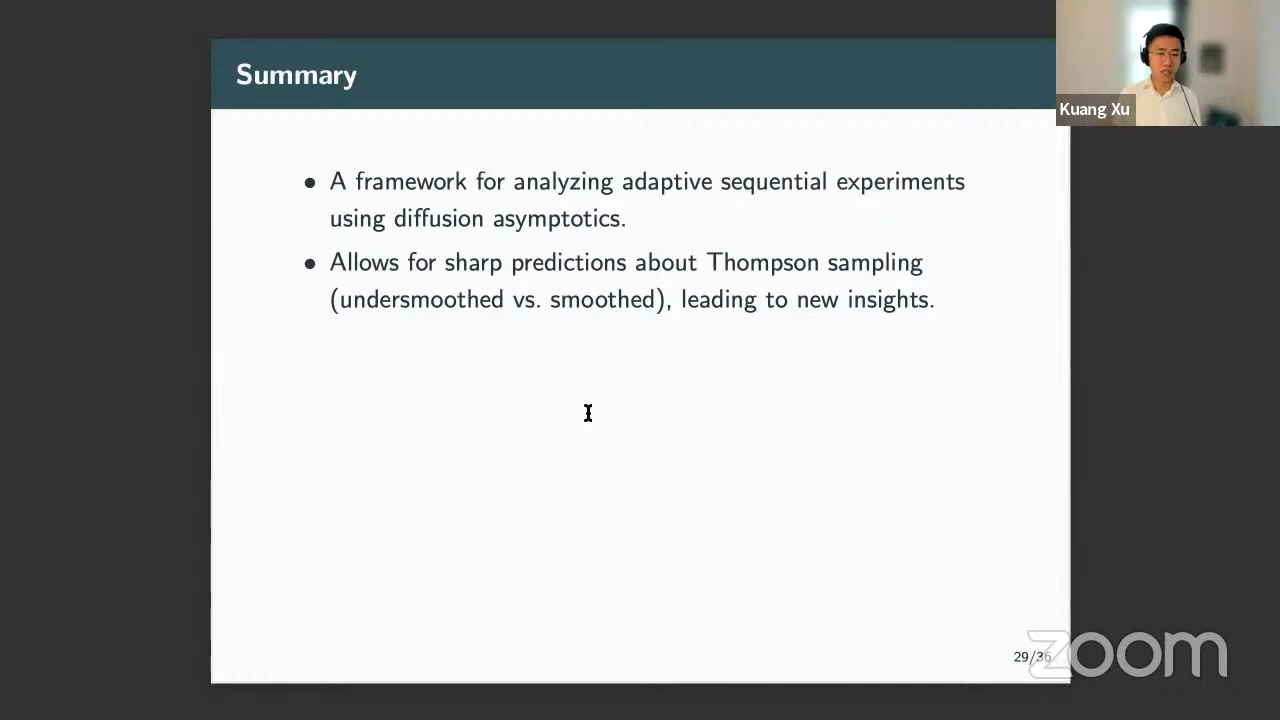 Summary
Kuang Xu
• A framework for analyzing adaptive sequential experiments
using diffusion asymptotics.
• Allows for sharp predictions about Thompson sampling
(undersmoothed vs. smoothed), leading to new insights.
29/36
zoom